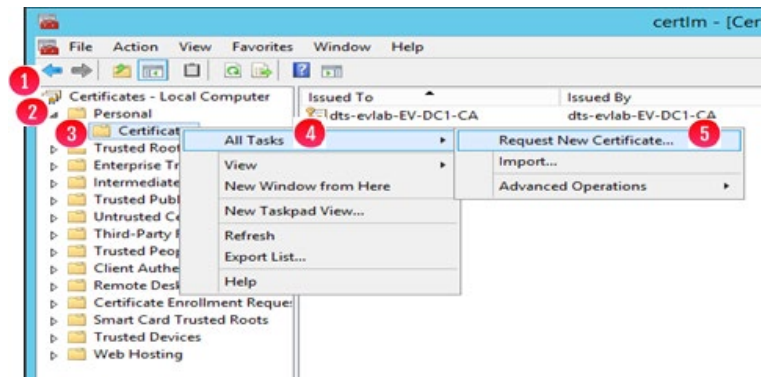 certlm - [Cer
File Action View Favorites Window Help
1
Certificates - Local Computer
2 Personal
3 Certificat
Trusted Root
Enterprise Tr
Intermediate
Trusted Publ
Untrusted Ce
Third-Party F
Trusted Peop
Client Authe
Remote Desk
Certificate Enrollment Reques
Smart Card Trusted Roots
Trusted Devices
Web Hosting
Issued To Issued By
dts-evlab-EV-DC1-CA dts-evlab-EV-DC1-CA
All Tasks 4
View
New Window from Here
New Taskpad View...
Refresh
Export List...
Help
Request New Certificate... 5
Import...
Advanced Operations